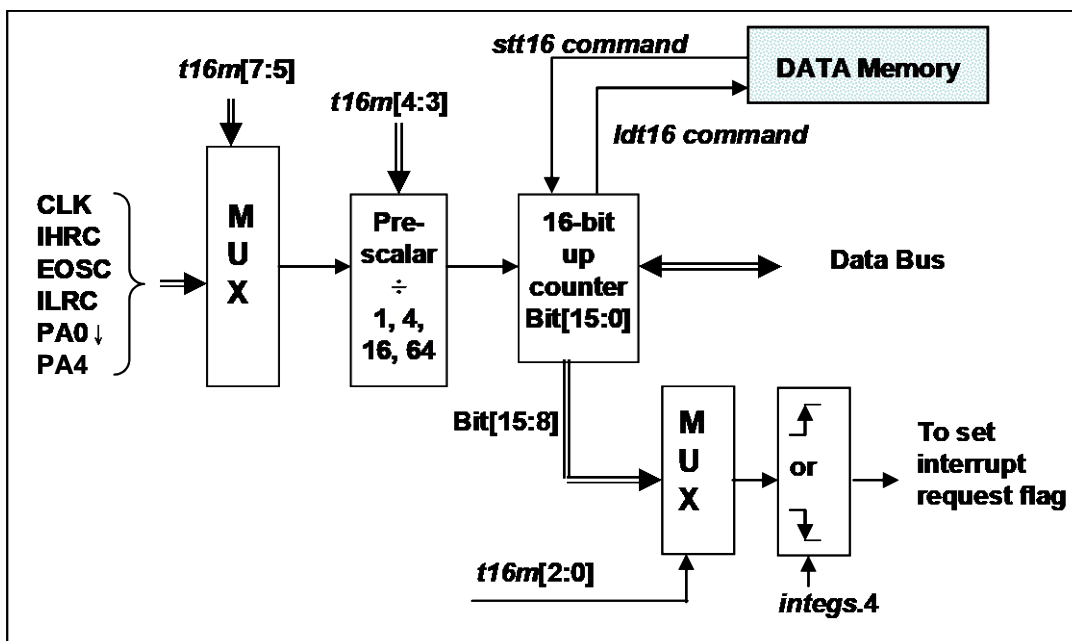 stt16 command
DATA Memory
t16m[7:5]
t16m[4:3]
ldt16 command
CLK
IHRC
EOSC
ILRC
PA0↓
PA4
M
U
X
Pre-
scalar
÷
1, 4,
16, 64
16-bit
up
counter
Bit[15:0]
Data Bus
Bit[15:8]
M
U
X
or
To set
interrupt
request flag
t16m[2:0]
integs.4